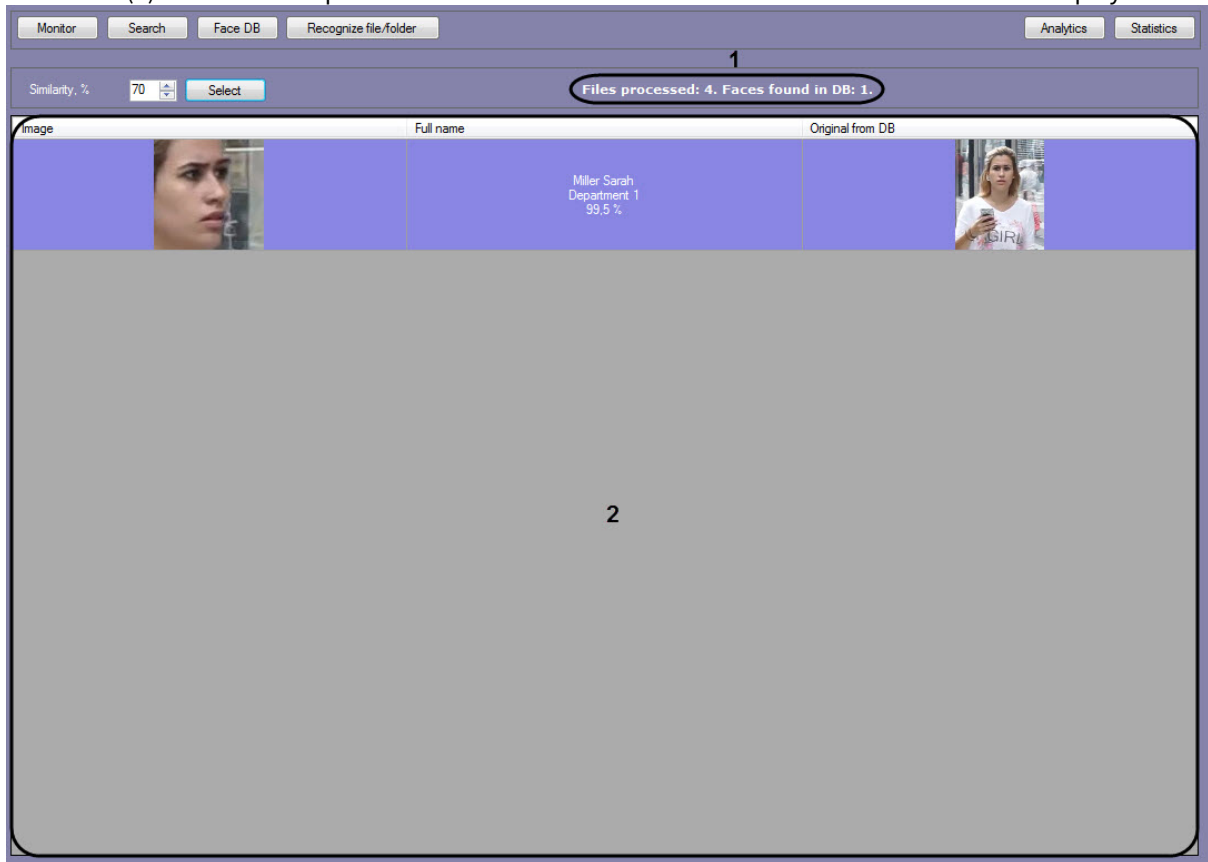 Monitor Search Face DB Recognize file/folder Analytics Statistics
1
Similarity, % 70 Select Files processed: 4. Faces found in DB: 1.
Image Full name Original from DB
Miller Sarah
Department 1
99,5 %
GIRL
2